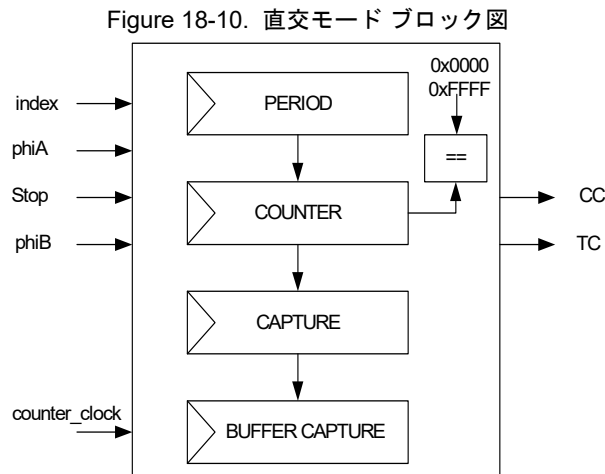 Figure 18-10. 直交モード ブロック図
0x0000
0xFFFF
index
PERIOD
phiA
==
Stop
COUNTER
CC
phiB
TC
CAPTURE
counter_clock
BUFFER CAPTURE